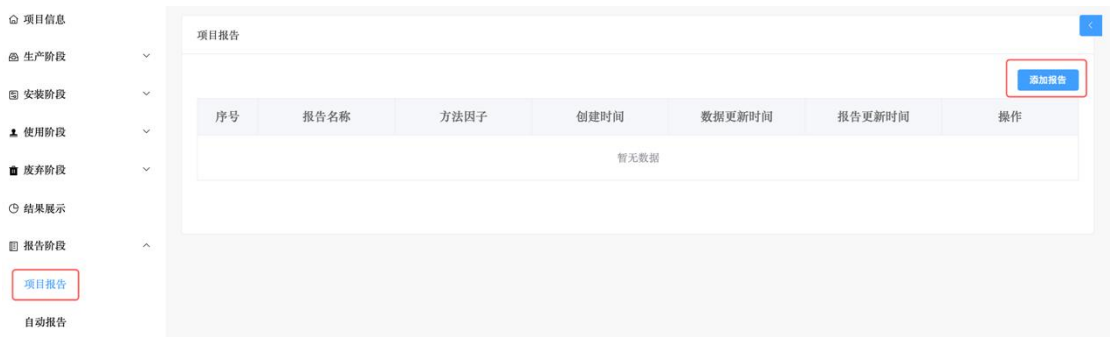 项目信息
生产阶段
安装阶段
使用阶段
废弃阶段
结果展示
报告阶段
项目报告
自动报告
项目报告
添加报告
序号 报告名称 方法因子 创建时间 数据更新时间 报告更新时间 操作
暂无数据